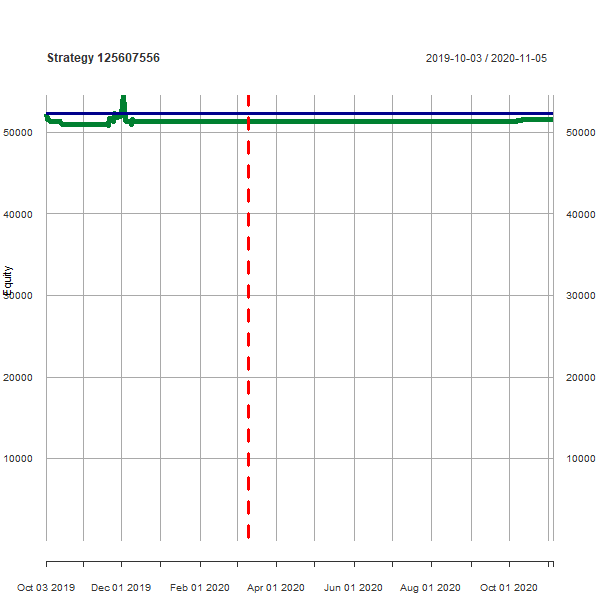 Strategy 125607556
2019-10-03 / 2020-11-05
50000
50000
40000
40000
Equity
30000
30000
20000
20000
10000
10000
Oct 03 2019
Dec 01 2019
Feb 01 2020
Apr 01 2020
Jun 01 2020
Aug 01 2020
Oct 01 2020